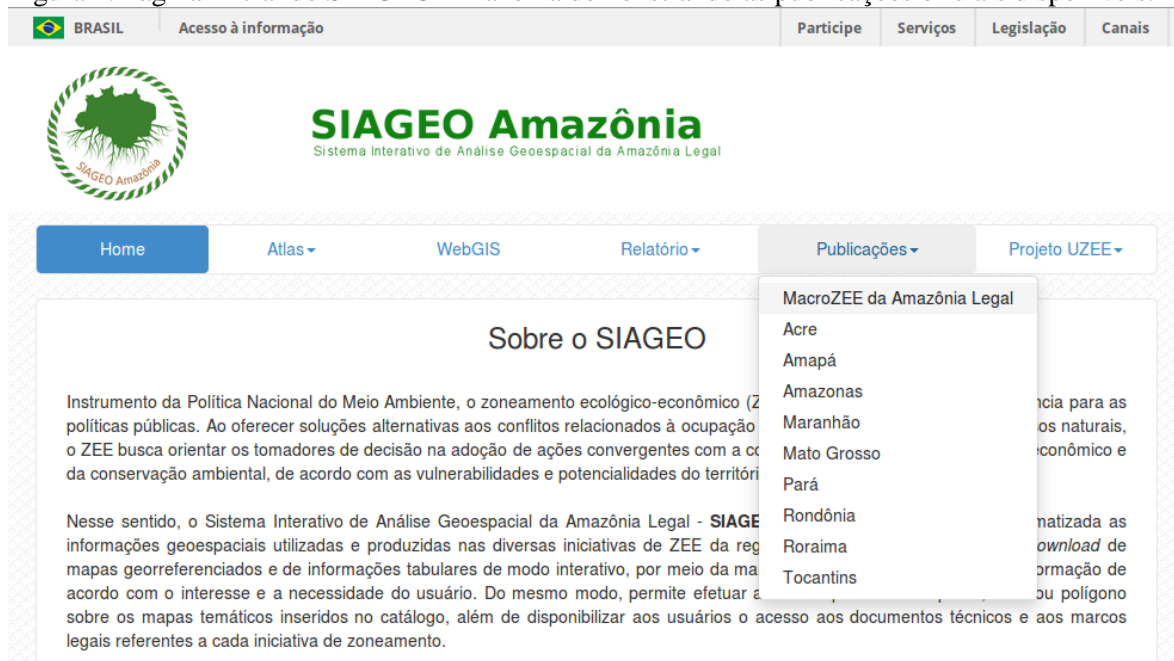 BRASIL Acesso à informação Participe Serviços Legislação Canais
SIAGEO Amazônia
SIAGEO Amazônia
Sistema Interativo de Análise Geoespacial da Amazônia Legal
Home Atlas WebGIS Relatório Publicações Projeto UZEE
MacroZEE da Amazônia Legal
Acre
Amapá
Amazonas
Maranhão
Mato Grosso
Pará
Rondônia
Roraima
Tocantins
Sobre o SIAGEO
Instrumento da Política Nacional do Meio Ambiente, o zoneamento ecológico-econômico (Z ncia para as
políticas públicas. Ao oferecer soluções alternativas aos conflitos relacionados à ocupação os naturais,
o ZEE busca orientar os tomadores de decisão na adoção de ações convergentes com a co econômico e
da conservação ambiental, de acordo com as vulnerabilidades e potencialidades do territóri
Nesse sentido, o Sistema Interativo de Análise Geoespacial da Amazônia Legal - SIAGE matizada as
informações geoespaciais utilizadas e produzidas nas diversas iniciativas de ZEE da reg ownload de
mapas georreferenciados e de informações tabulares de modo interativo, por meio da ma ormação de
acordo com o interesse e a necessidade do usuário. Do mesmo modo, permite efetuar a ou polígono
sobre os mapas temáticos inseridos no catálogo, além de disponibilizar aos usuários o acesso aos documentos técnicos e aos marcos
legais referentes a cada iniciativa de zoneamento.